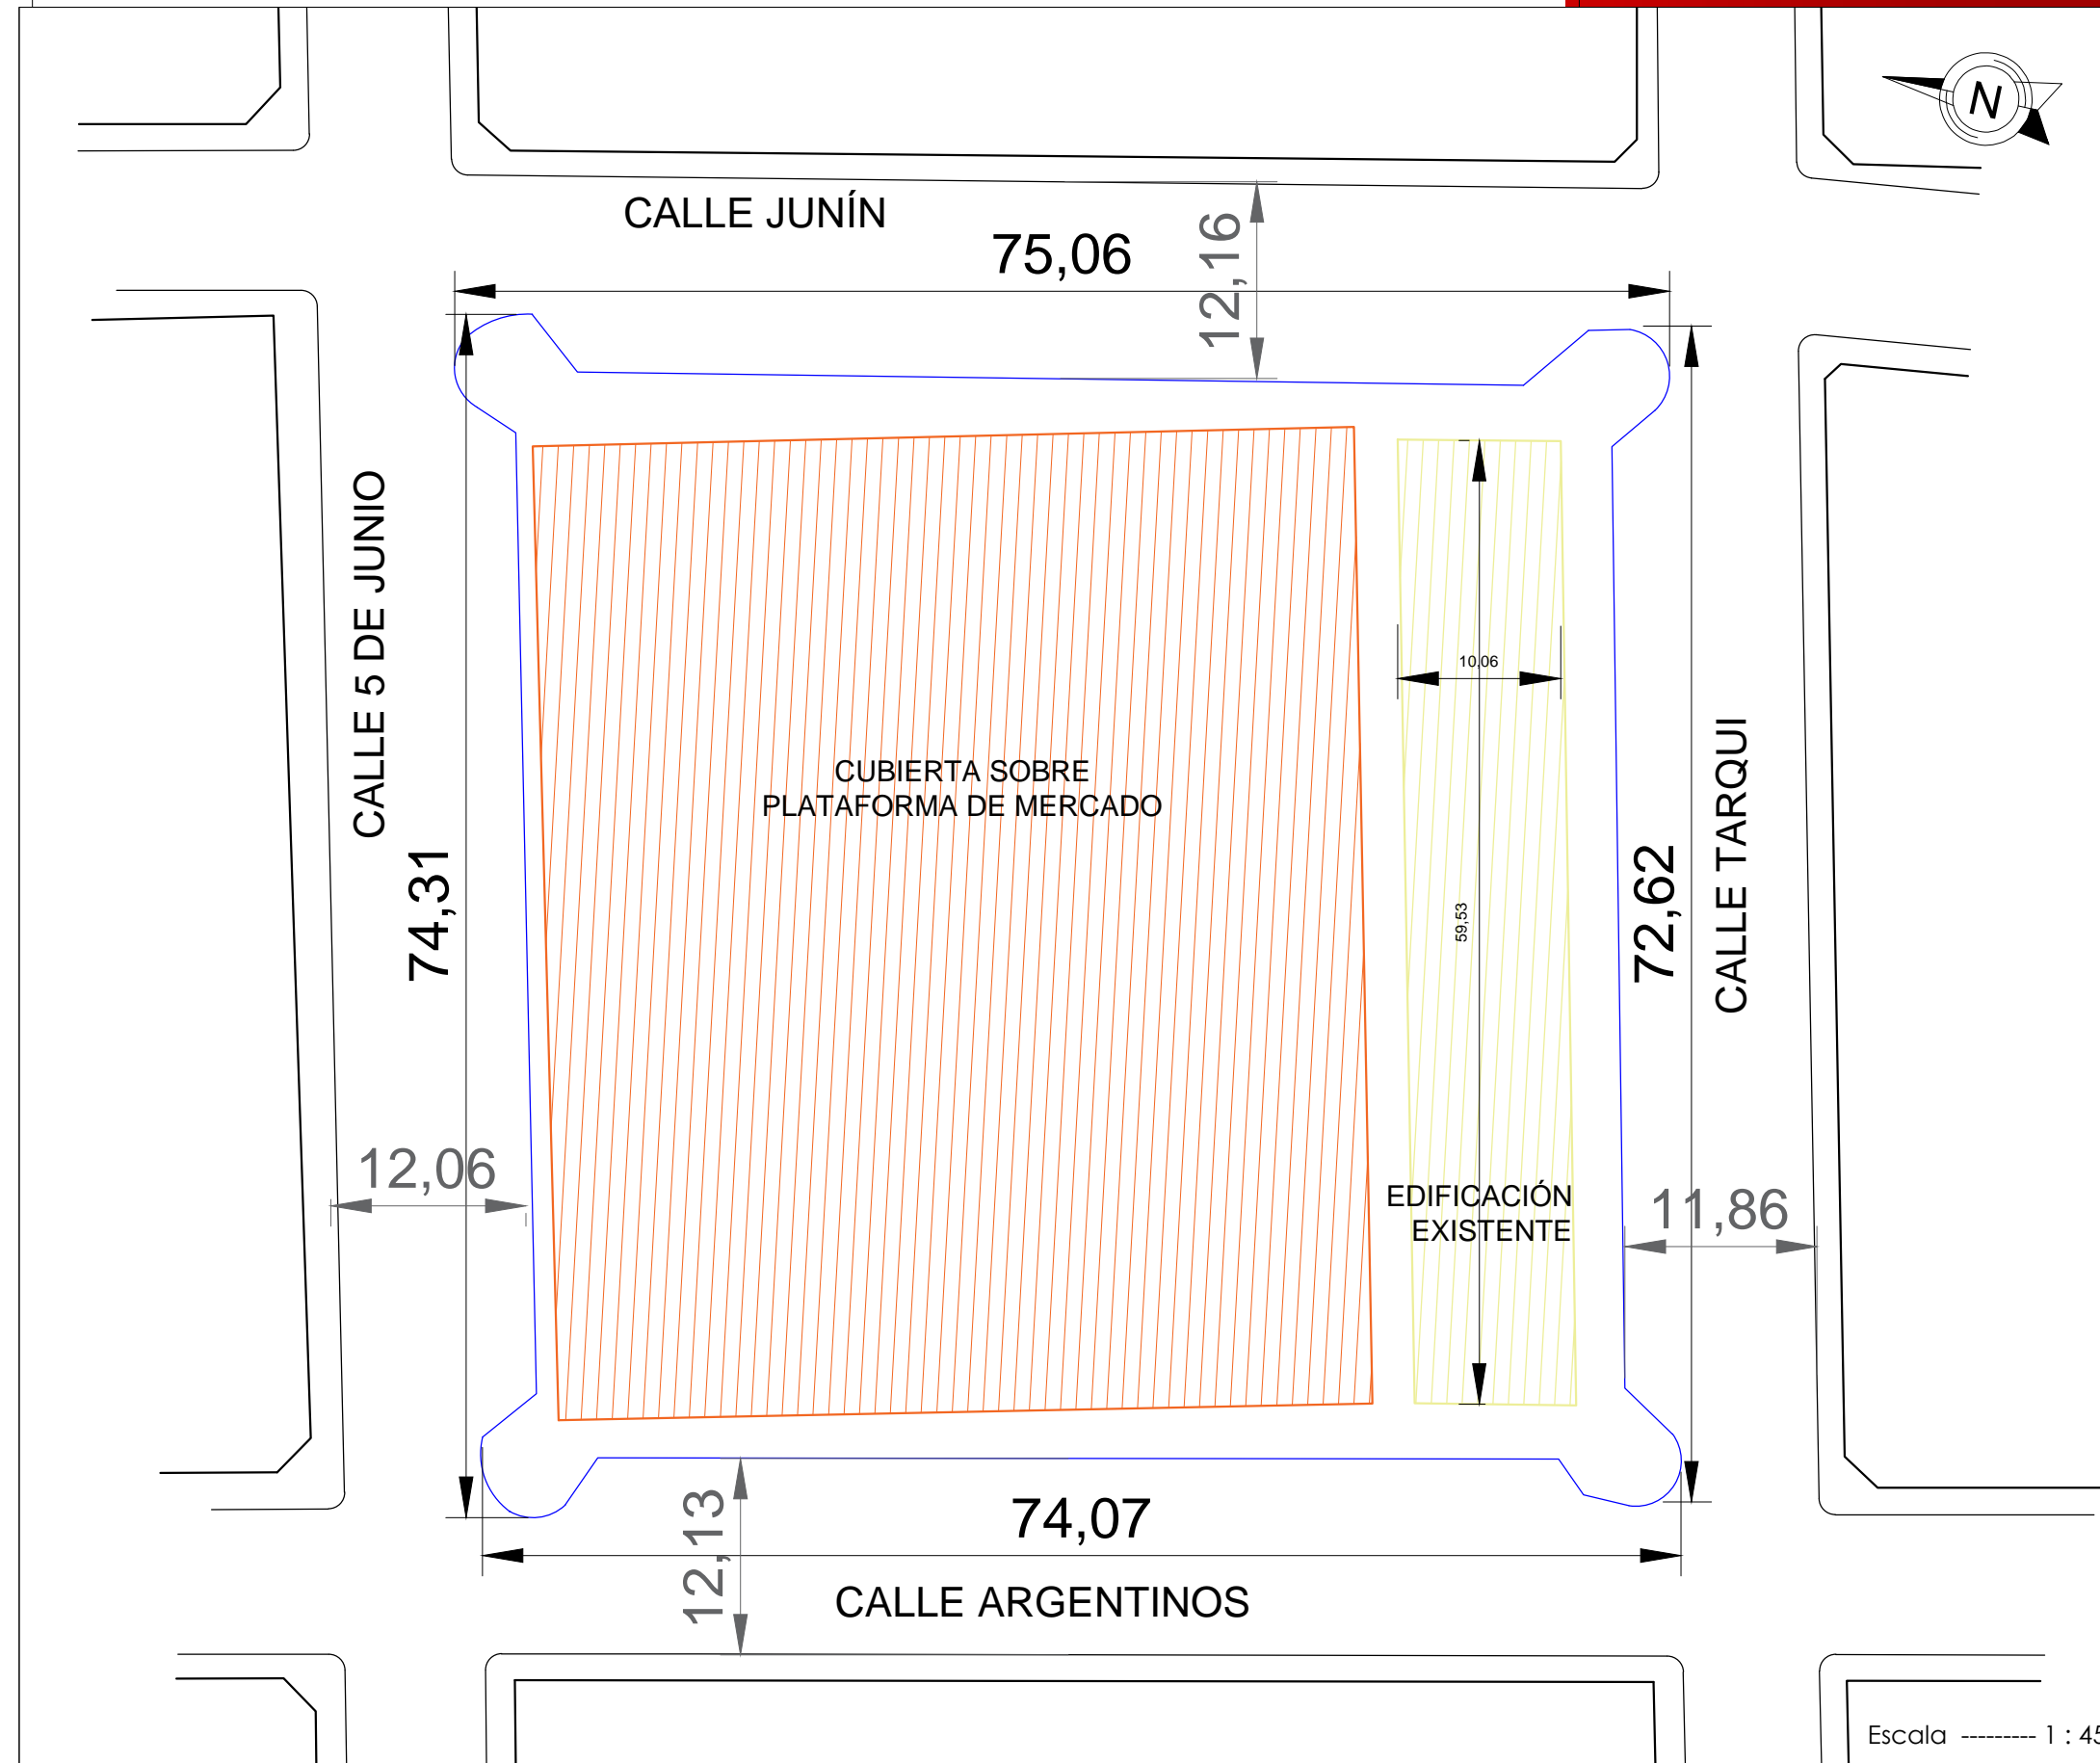 N
CALLE JUNÍN
75,06
12,16
CALLE 5 DE JUNIO
10,06
CUBIERTA SOBRE
PLATAFORMA DE MERCADO
74,31
59,53
72,62
CALLE TARQUI
12,06
EDIFICACIÓN
EXISTENTE
11,86
74,07
12,13
CALLE ARGENTINOS
Escala --------- 1 : 45